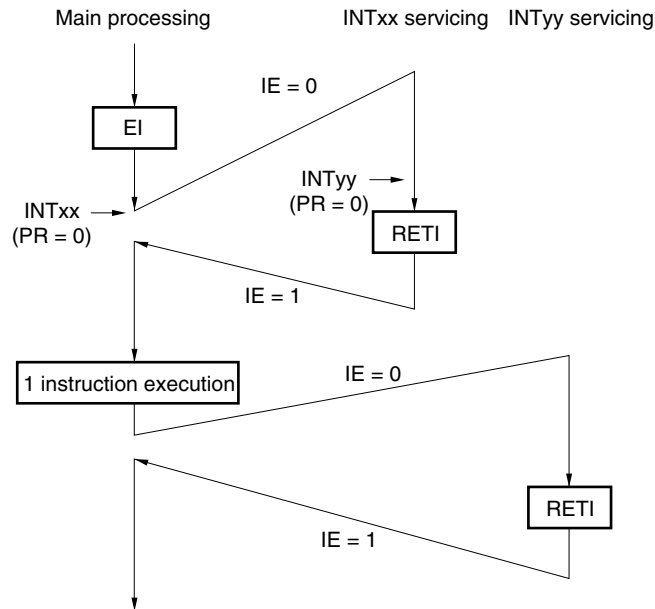 Main processing
INTxx servicing
INTyy servicing
IE = 0
EI
INTyy
(PR = 0)
INTxx
(PR = 0)
RETI
IE = 1
1 instruction execution
IE = 0
RETI
IE = 1